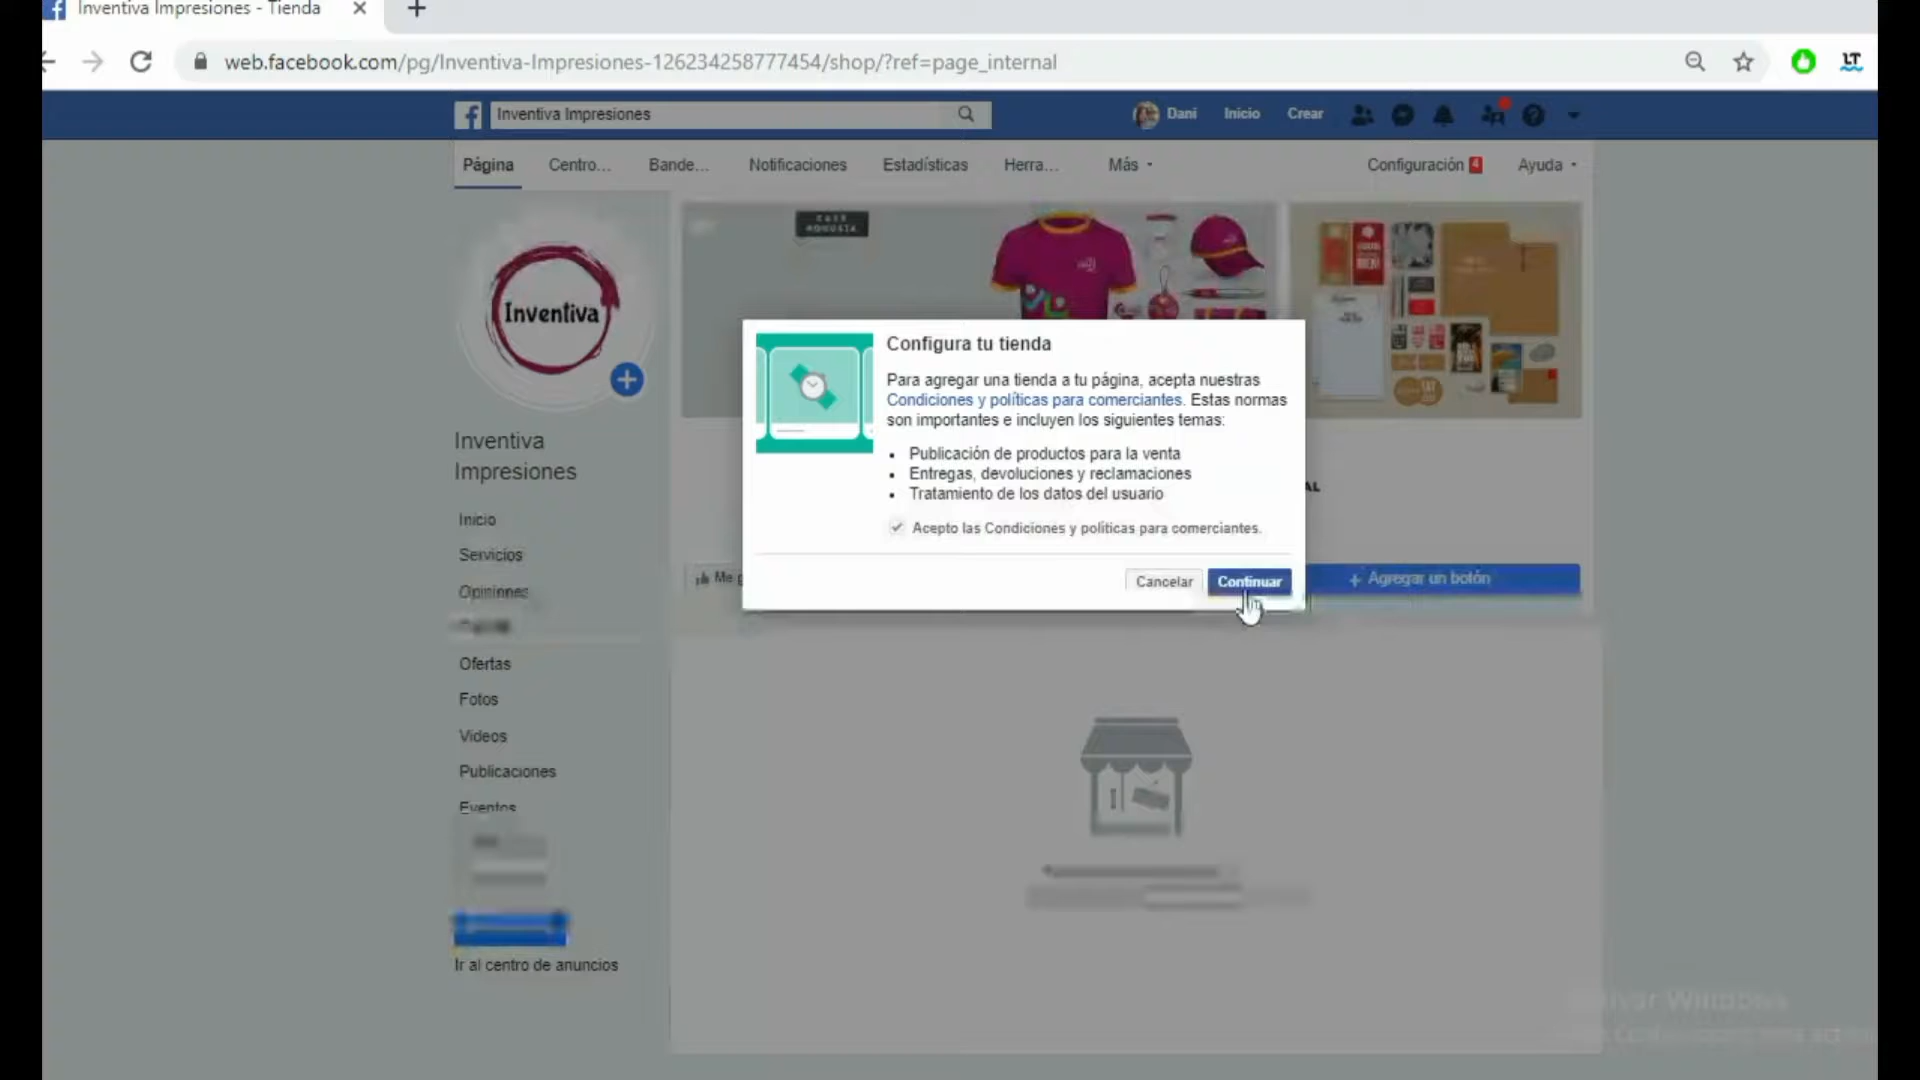 Inventiva Impresiones - Tienda
web.facebook.com/pg/Inventiva-Impresiones-126234258777454/shop/?ref=page_internal
LT
Inventiva Impresiones
Dani Inicio Crear
Página Centro... Bande... Notificaciones Estadísticas Herra... Más Configuración 4 Ayuda
Inventiva
Inventiva
Impresiones
Inicio
Servicios
Opiniones
Ofertas
Fotos
Videos
Publicaciones
Eventos
Ir al centro de anuncios
Configura tu tienda
Para agregar una tienda a tu página, acepta nuestras
Condiciones y políticas para comerciantes. Estas normas
son importantes e incluyen los siguientes temas:
Publicación de productos para la venta
Entregas, devoluciones y reclamaciones
Tratamiento de los datos del usuario
Acepto las Condiciones y políticas para comerciantes.
Cancelar Continuar
Me g
+ Agregar un botón